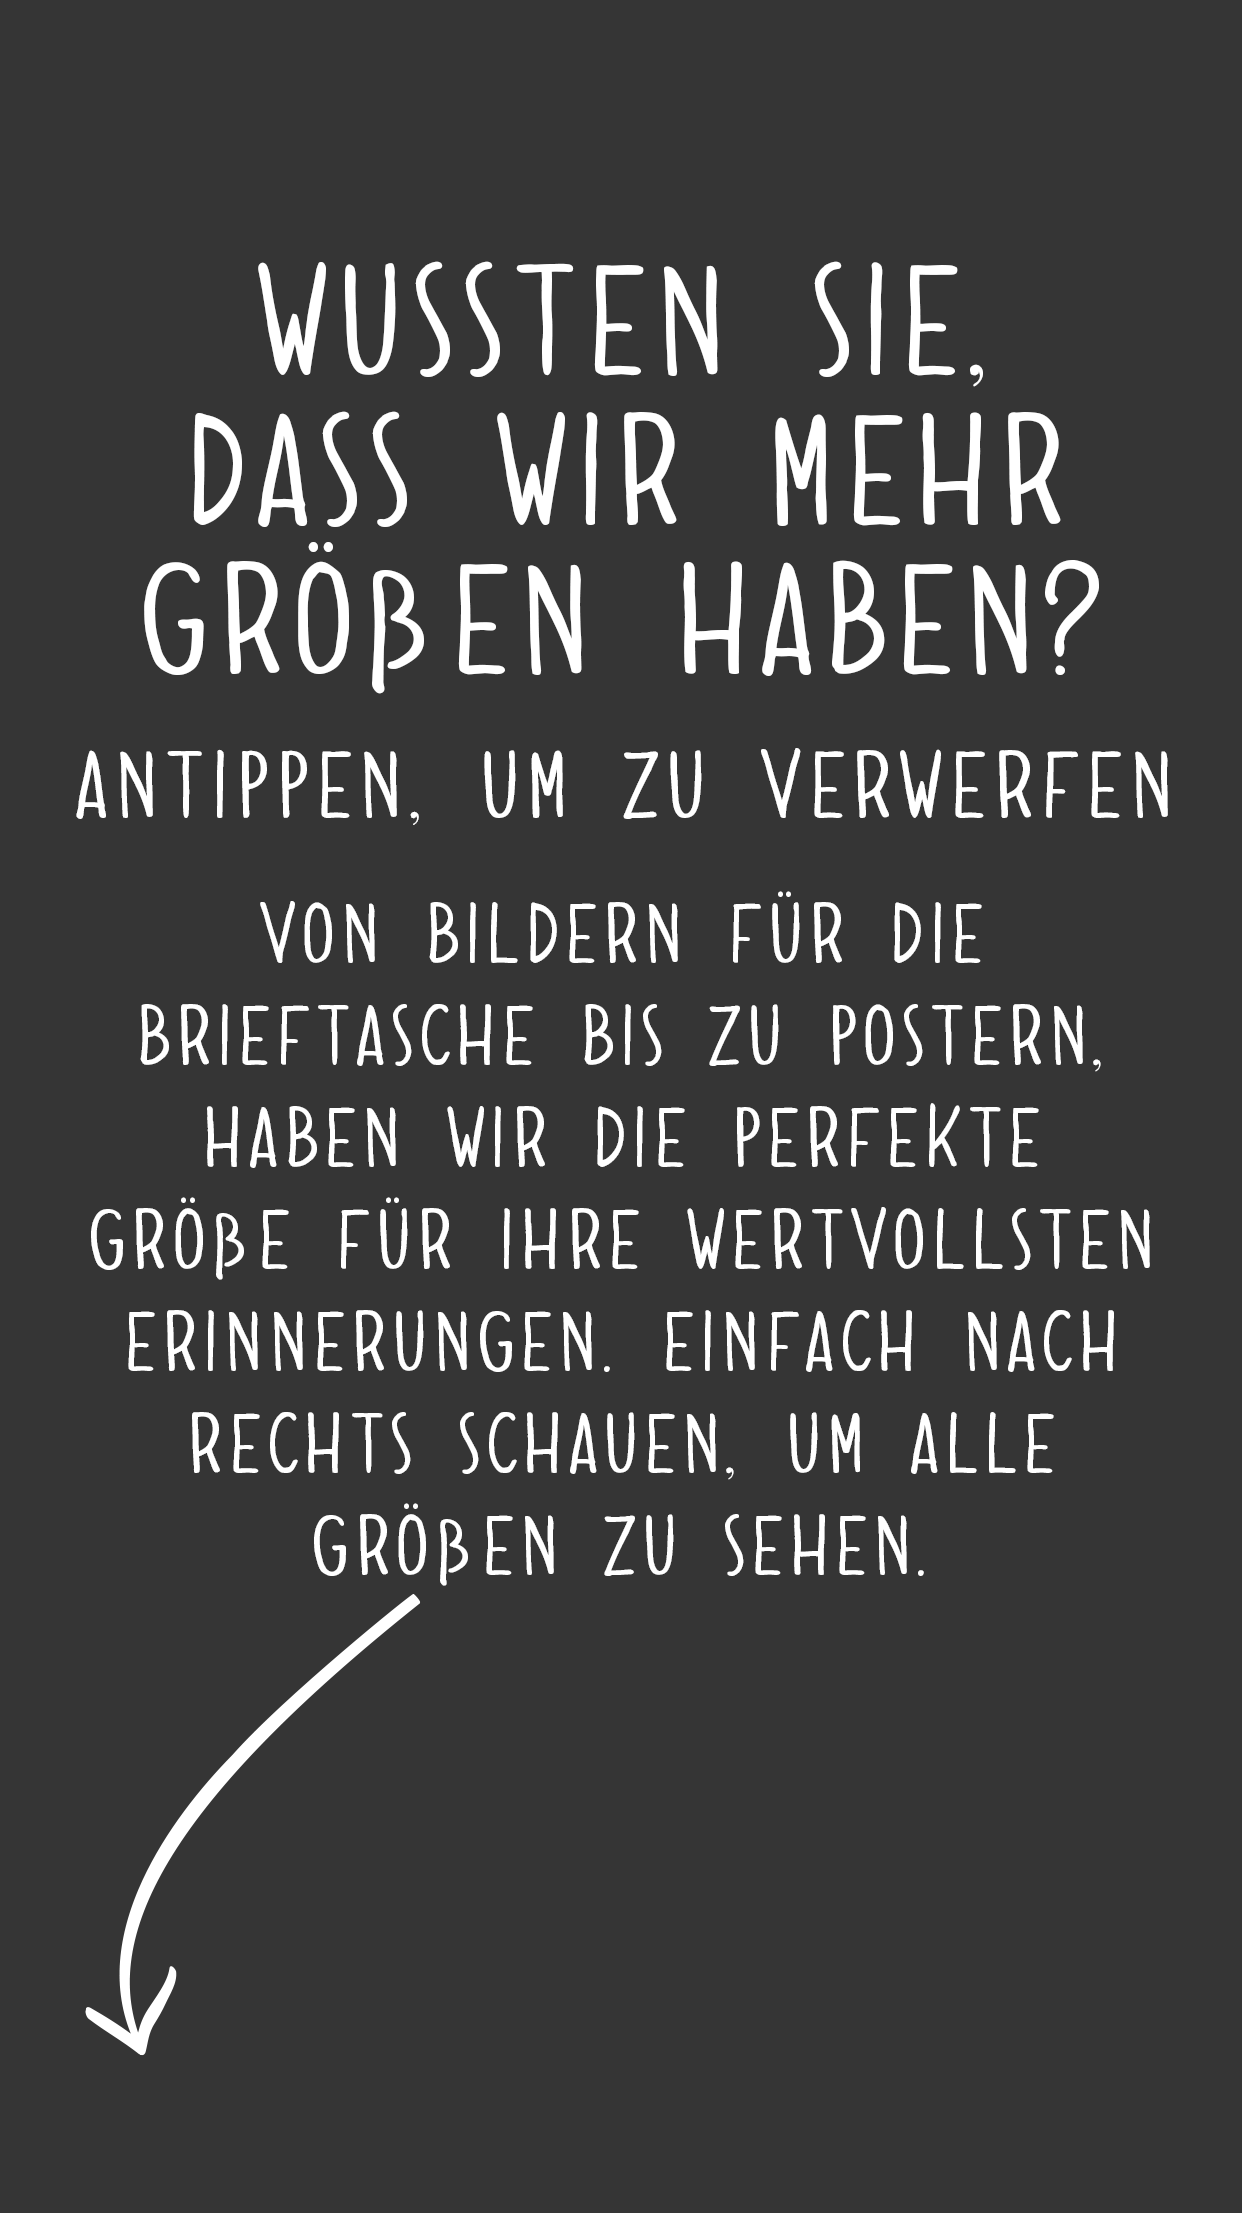 WUSSTEN SIE,
DASS WIR MEHR
GRÖßEN HABEN?
ANTIPPEN, UM ZU VERWERFEN
VON BILDERN FÜR DIE
BRIEFTASCHE BIS ZU POSTERN,
HABEN WIR DIE PERFEKTE
GRÖßE FÜR IHRE WERTVOLLSTEN
ERINNERUNGEN. EINFACH NACH
RECHTS SCHAUEN, UM ALLE
GRÖßEN ZU SEHEN.